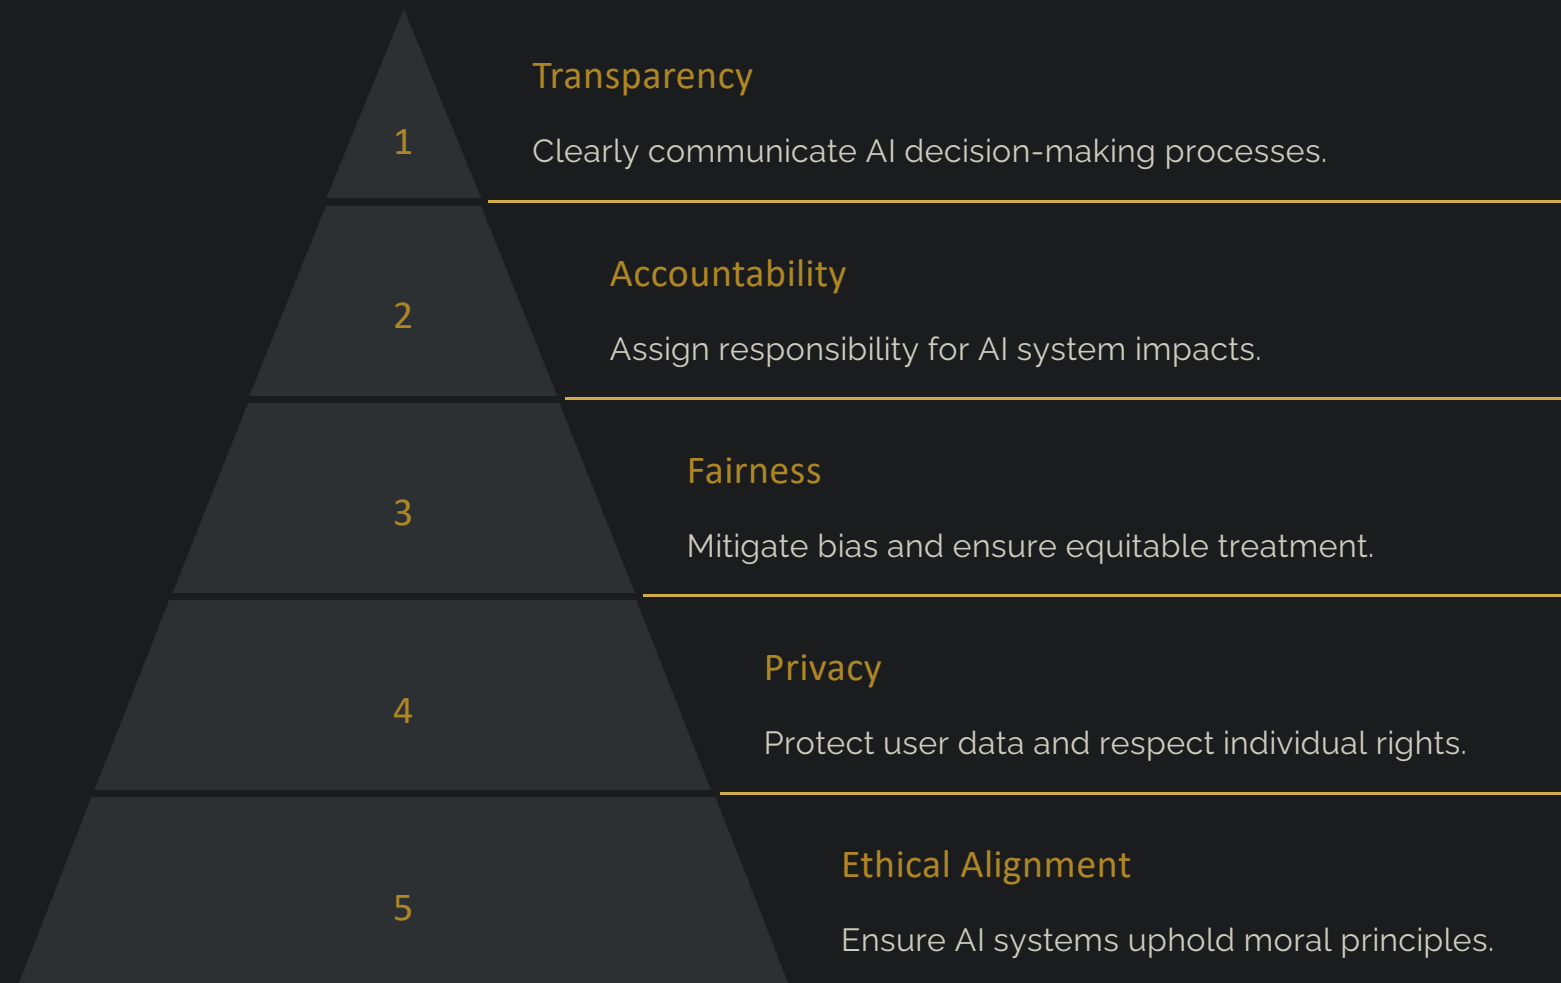 1
Transparency
Clearly communicate AI decision-making processes.
2
Accountability
Assign responsibility for AI system impacts.
3
Fairness
Mitigate bias and ensure equitable treatment.
4
Privacy
Protect user data and respect individual rights.
5
Ethical Alignment
Ensure AI systems uphold moral principles.